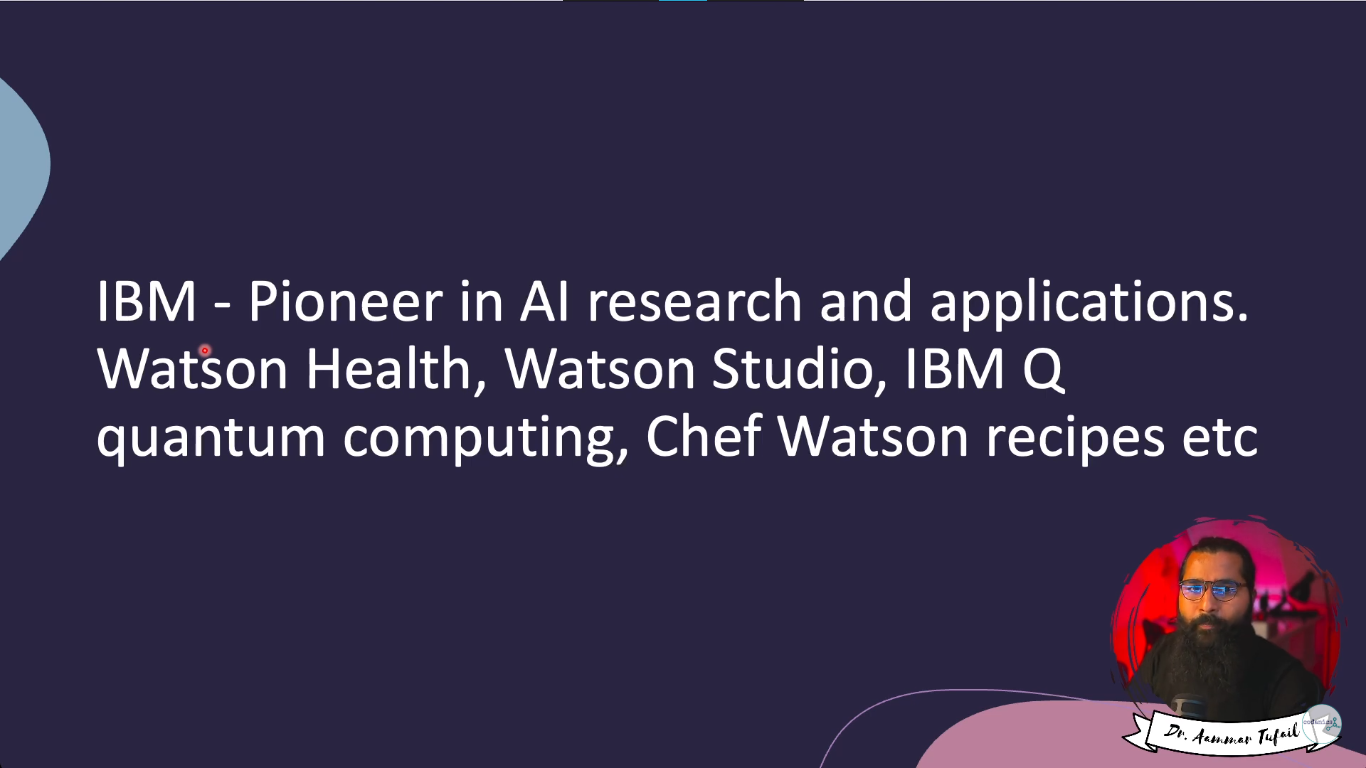 IBM - Pioneer in AI research and applications.
Watson Health, Watson Studio, IBM Q
quantum computing, Chef Watson recipes etc
Dr. Aammar Tufail
codanics